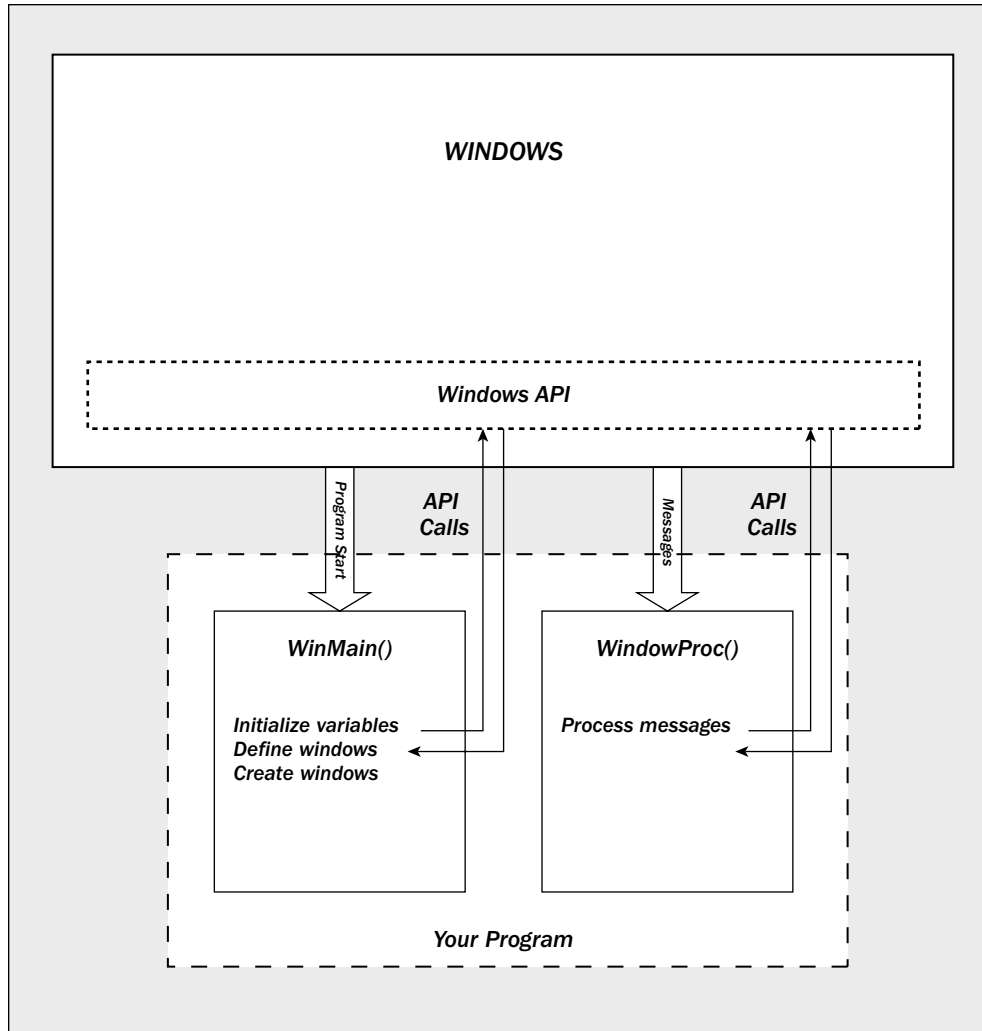 WINDOWS
Windows API
Program Start
API
Calls
Messages
API
Calls
WinMain()
Initialize variables
Define windows
Create windows
WindowProc()
Process messages
Your Program